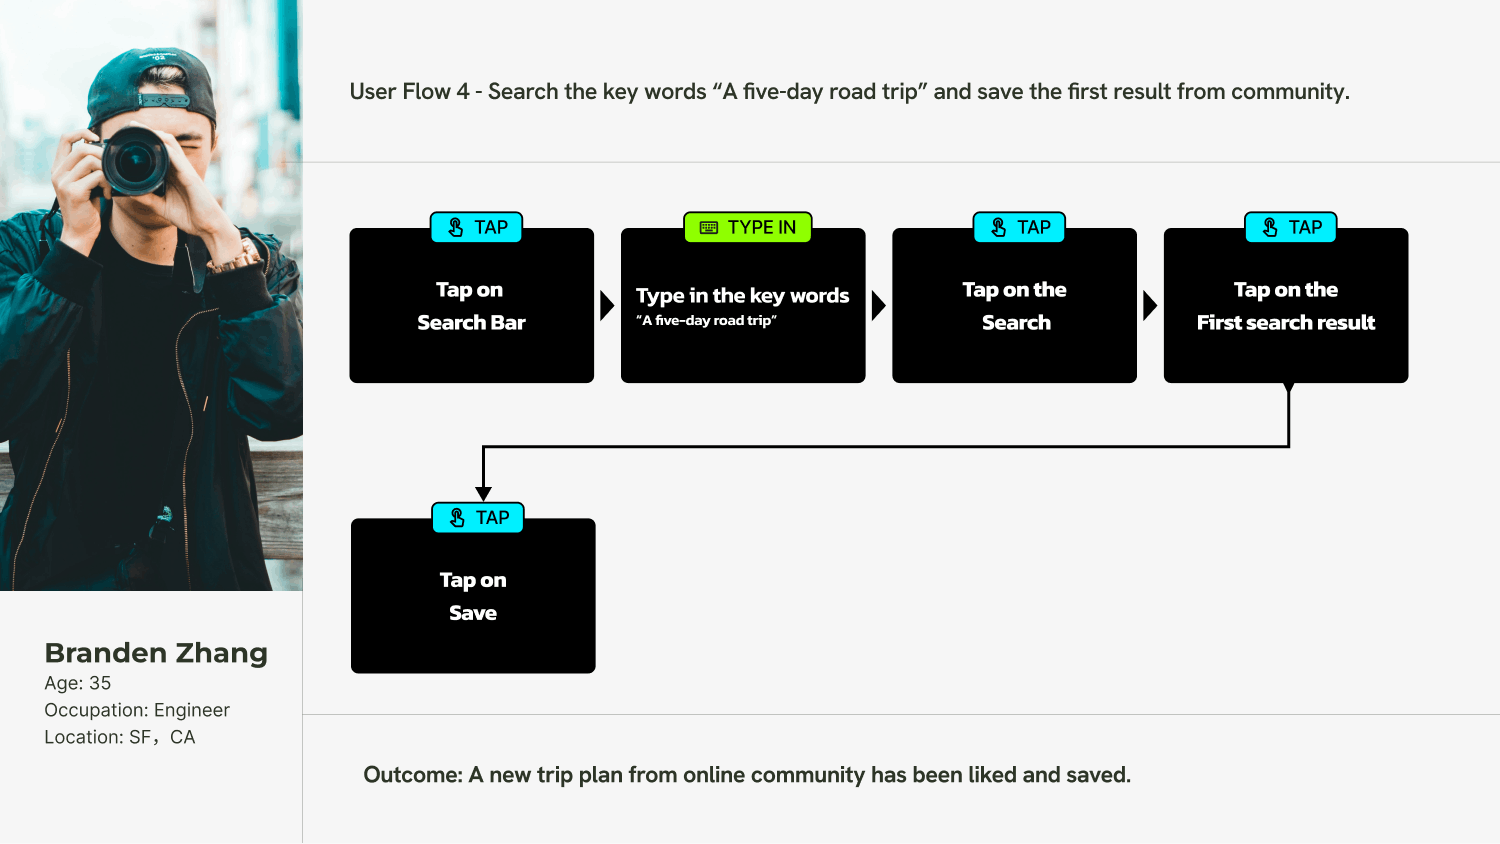 User Flow 4 - Search the key words “A five-day road trip” and save the first result from community.
TAP
Tap on
Search Bar
TYPE IN
Type in the key words
“A five-day road trip”
TAP
Tap on the
Search
TAP
Tap on the
First search result
TAP
Tap on
Save
Branden Zhang
Age: 35
Occupation: Engineer
Location: SF，CA
Outcome: A new trip plan from online community has been liked and saved.